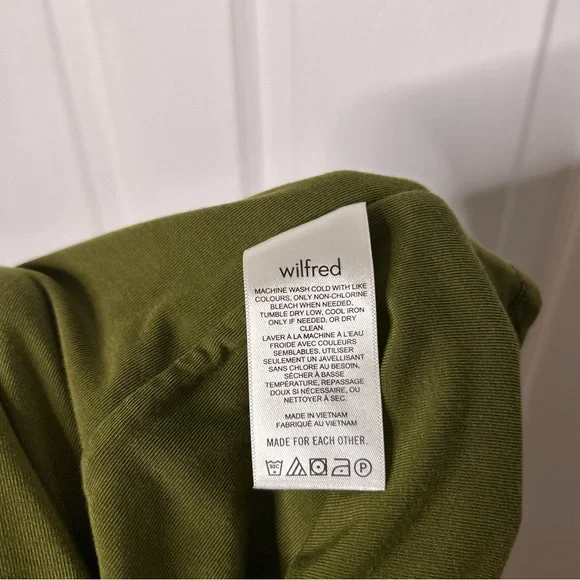 wilfred
MACHINE WASH COLD WITH LIKE
COLOURS, ONLY NON-CHLORINE
BLEACH WHEN NEEDED,
TUMBLE DRY LOW, COOL IRON
ONLY IF NEEDED, OR DRY
CLEAN.
LAVER À LA MACHINE À L'EAU
FROIDE AVEC COULEURS
SEMBLABLES, UTILISER
SEULEMENT UN JAVELLISANT
SANS CHLORE AU BESOIN,
SÉCHER À BASSE
TEMPÉRATURE, REPASSAGE
DOUX SI NÉCESSAIRE, OU
NETTOYER À SEC.
MADE IN VIETNAM
FABRIQUÉ AU VIETNAM
MADE FOR EACH OTHER.
30C P